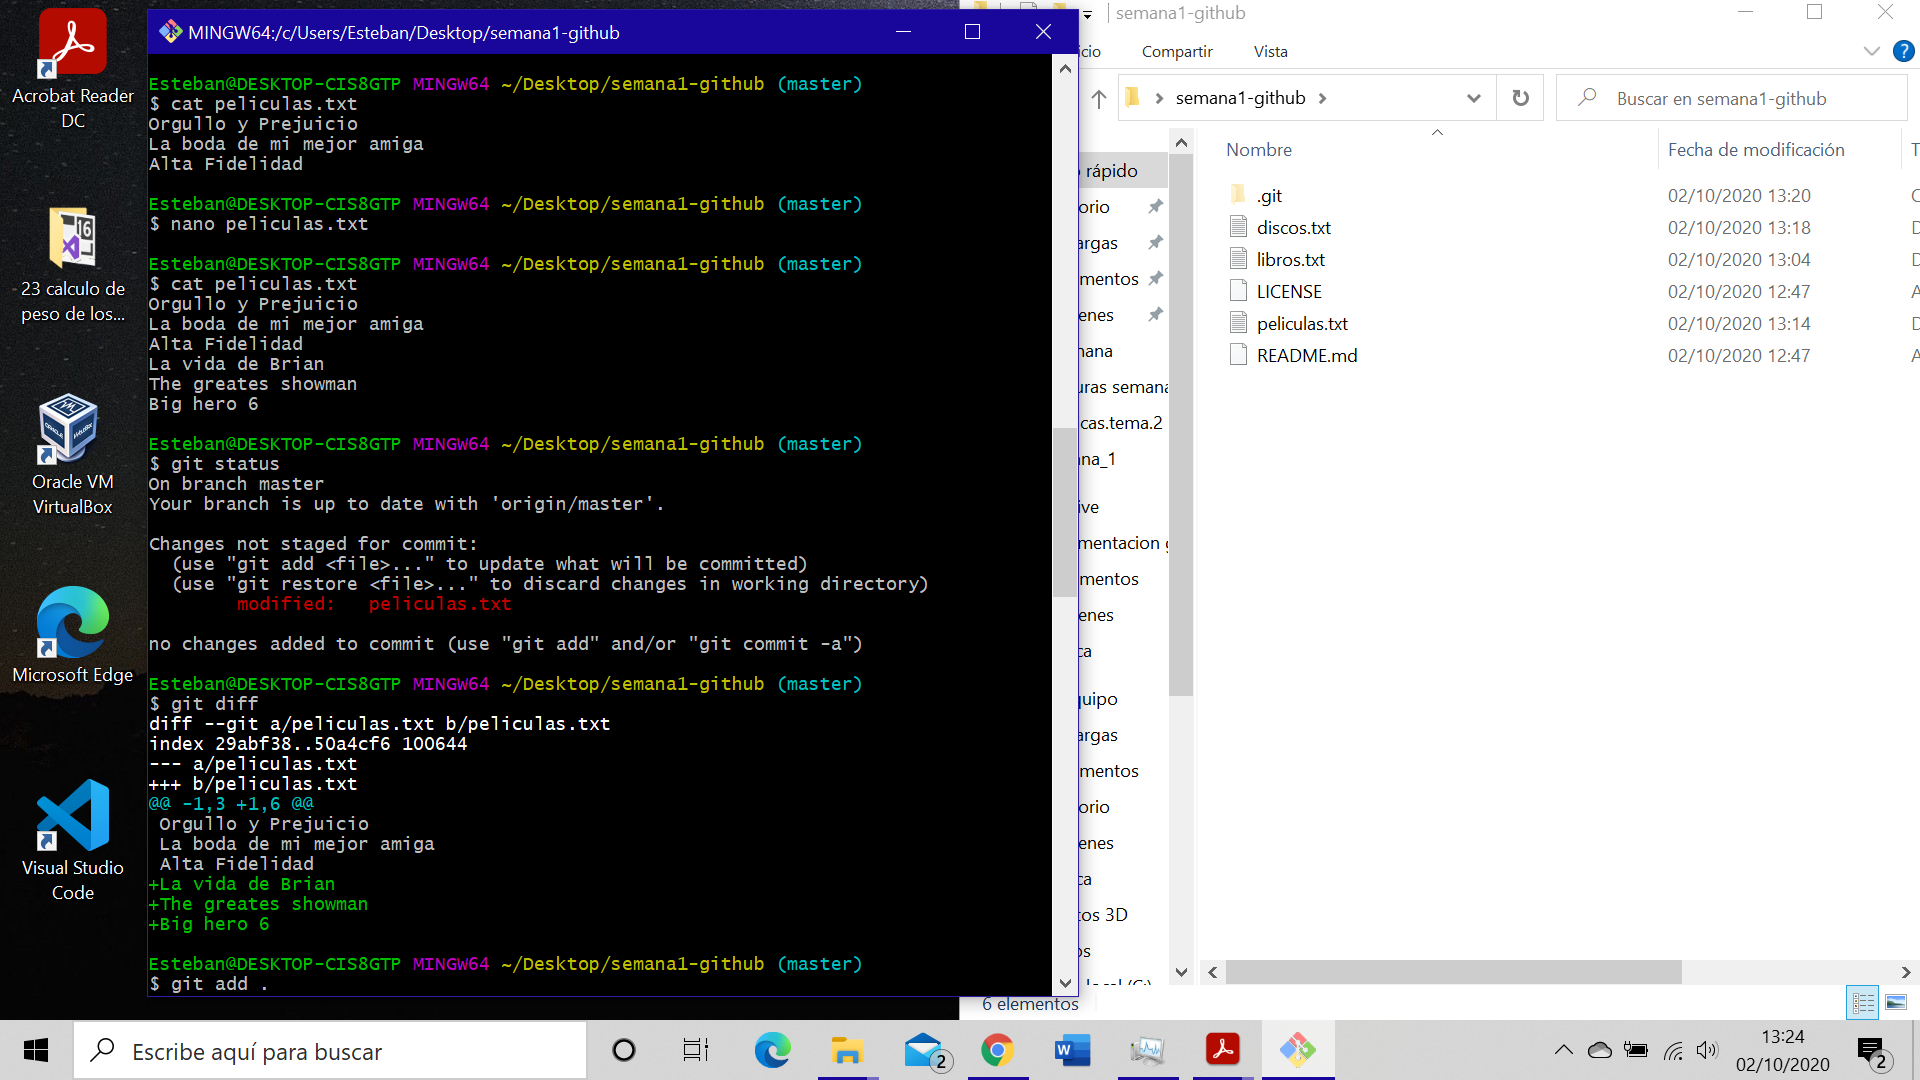 Acrobat Reader
DC
23 calculo de
peso de los...
Oracle VM
VirtualBox
Microsoft Edge
Visual Studio
Code
MINGW64:/c/Users/Esteban/Desktop/semana1-github
Esteban@DESKTOP-CIS8GTP MINGW64 ~/Desktop/semana1-github (master)
$ cat peliculas.txt
Orgullo y Prejuicio
La boda de mi mejor amiga
Alta Fidelidad
Esteban@DESKTOP-CIS8GTP MINGW64 ~/Desktop/semana1-github (master)
$ nano peliculas.txt
Esteban@DESKTOP-CIS8GTP MINGW64 ~/Desktop/semana1-github (master)
$ cat peliculas.txt
Orgullo y Prejuicio
La boda de mi mejor amiga
Alta Fidelidad
La vida de Brian
The greates showman
Big hero 6
Esteban@DESKTOP-CIS8GTP MINGW64 ~/Desktop/semana1-github (master)
$ git status
On branch master
Your branch is up to date with 'origin/master'.
Changes not staged for commit:
  (use "git add <file>..." to update what will be committed)
  (use "git restore <file>..." to discard changes in working directory)
        modified:   peliculas.txt
no changes added to commit (use "git add" and/or "git commit -a")
Esteban@DESKTOP-CIS8GTP MINGW64 ~/Desktop/semana1-github (master)
$ git diff
diff --git a/peliculas.txt b/peliculas.txt
index 29abf38..50a4cf6 100644
--- a/peliculas.txt
+++ b/peliculas.txt
@@ -1,3 +1,6 @@
 Orgullo y Prejuicio
 La boda de mi mejor amiga
 Alta Fidelidad
+La vida de Brian
+The greates showman
+Big hero 6
Esteban@DESKTOP-CIS8GTP MINGW64 ~/Desktop/semana1-github (master)
$ git add .
semana1-github
cio Compartir Vista
semana1-github
Buscar en semana1-github
rápido
orio
argas
mentos
enes
mana
uras semana
cas.tema.2
ana_1
ive
mentacion g
mentos
enes
ca
quipo
argas
mentos
orio
enes
ca
tos 3D
os
local (C:)
Nombre Fecha de modificación T
.git 02/10/2020 13:20 C
discos.txt 02/10/2020 13:18 D
libros.txt 02/10/2020 13:04 D
LICENSE 02/10/2020 12:47 A
peliculas.txt 02/10/2020 13:14 D
README.md 02/10/2020 12:47 A
6 elementos
Escribe aquí para buscar
2
13:24
02/10/2020
2